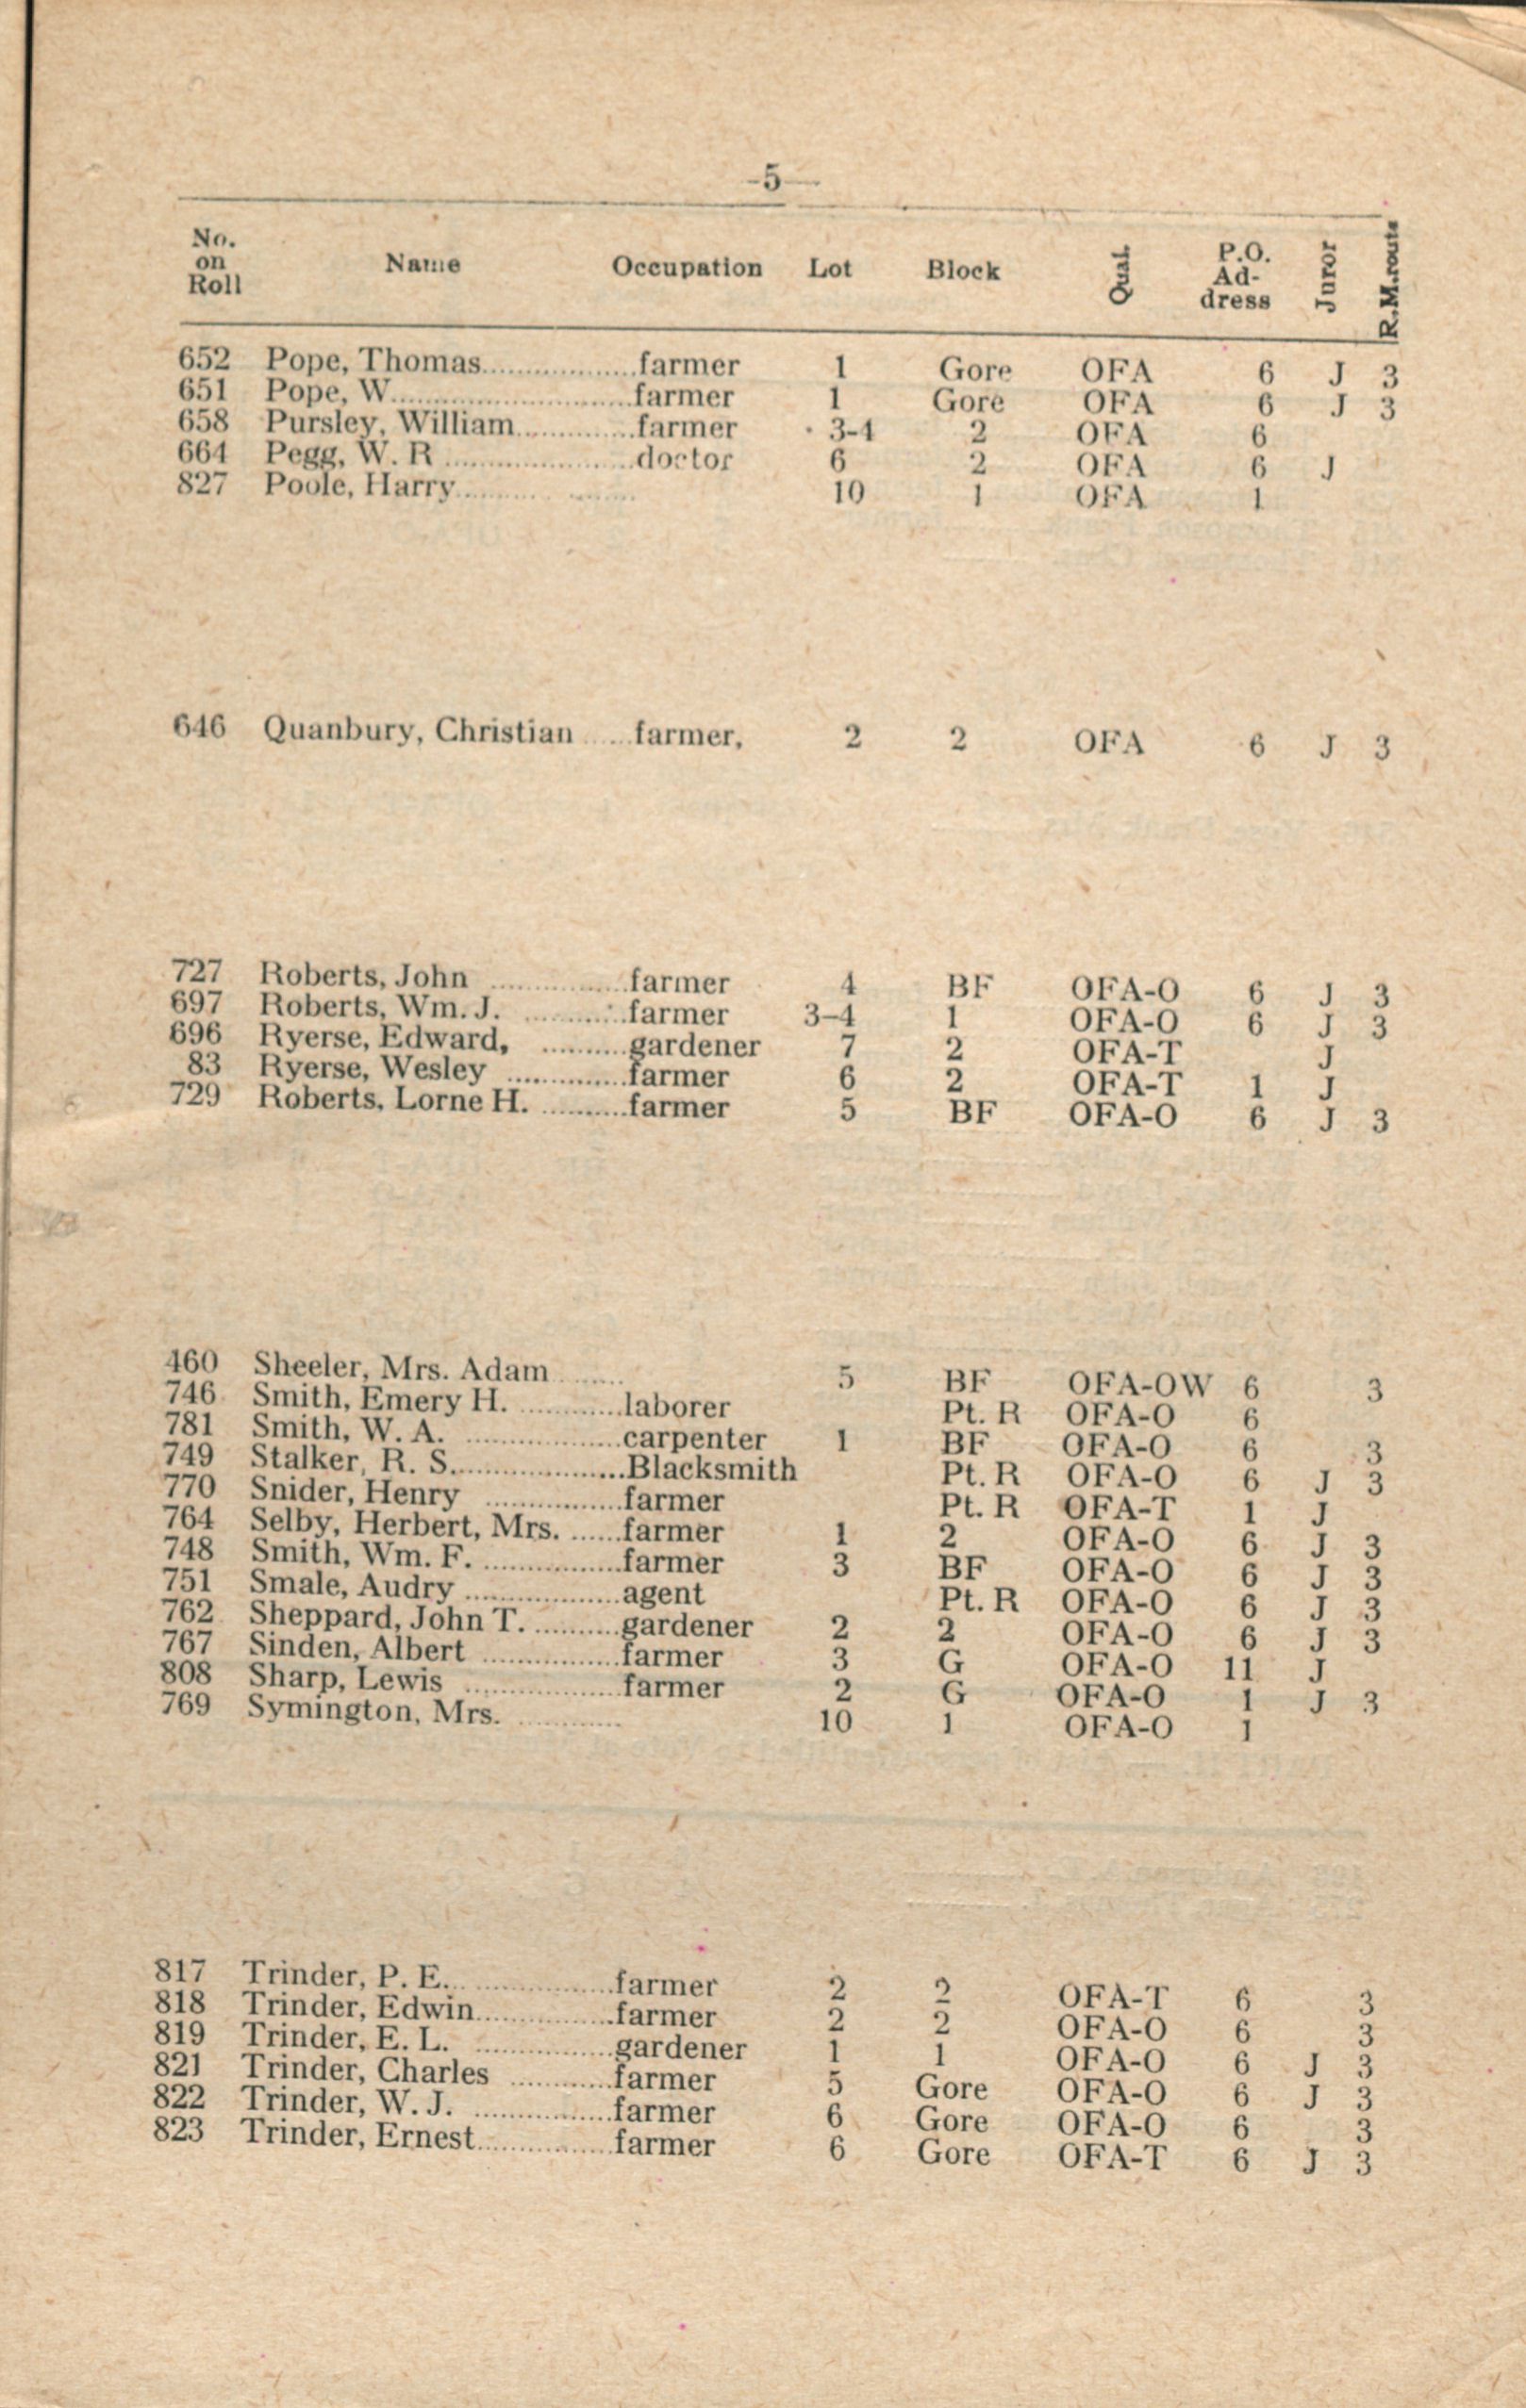 -5-
No. on Roll Name Occupation Lot Block Qual. P.O. Ad-dress Juror R.M.route
652 Pope, Thomas..................farmer 1 Gore OFA 6 J 3
651 Pope, W............................farmer 1 Gore OFA 6 J 3
658 Pursley, William.............farmer 3-4 2 OFA 6
664 Pegg, W. R ......................doctor 6 2 OFA 6 J
827 Poole, Harry.......... ........ 10 1 OFA 1
646 Quanbury, Christian .....farmer, 2 2 OFA 6 J 3
727 Roberts, John ...............farmer 4 BF OFA-O 6 J 3
697 Roberts, Wm. J. ............farmer 3-4 1 OFA-O 6 J 3
696 Ryerse, Edward, ..........gardener 7 2 OFA-T J
83 Ryerse, Wesley ..............farmer 6 2 OFA-T 1 J
729 Roberts, Lorne H. ..........farmer 5 BF OFA-O 6 J 3
460 Sheeler, Mrs. Adam ........ 5 BF OFA-OW 6 3
746 Smith, Emery H. ............laborer Pt. R OFA-O 6
781 Smith, W. A. ..................carpenter 1 BF OFA-O 6 3
749 Stalker, R. S.....................Blacksmith Pt. R OFA-O 6 J 3
770 Snider, Henry ................farmer Pt. R OFA-T 1 J
764 Selby, Herbert, Mrs. ......farmer 1 2 OFA-O 6 J 3
748 Smith, Wm. F. ................farmer 3 BF OFA-O 6 J 3
751 Smale, Audry ..................agent Pt. R OFA-O 6 J 3
762 Sheppard, John T. ..........gardener 2 2 OFA-O 6 J 3
767 Sinden, Albert ................farmer 3 G OFA-O 11 J
808 Sharp, Lewis ..................farmer 2 G OFA-O 1 J 3
769 Symington, Mrs. ............ 10 1 OFA-O 1
817 Trinder, P. E. ..................farmer 2 2 OFA-T 6 3
818 Trinder, Edwin................farmer 2 2 OFA-O 6 3
819 Trinder, E. L. ................gardener 1 1 OFA-O 6 J 3
821 Trinder, Charles ............farmer 5 Gore OFA-O 6 J 3
822 Trinder, W. J. ................farmer 6 Gore OFA-O 6 3
823 Trinder, Ernest................farmer 6 Gore OFA-T 6 J 3